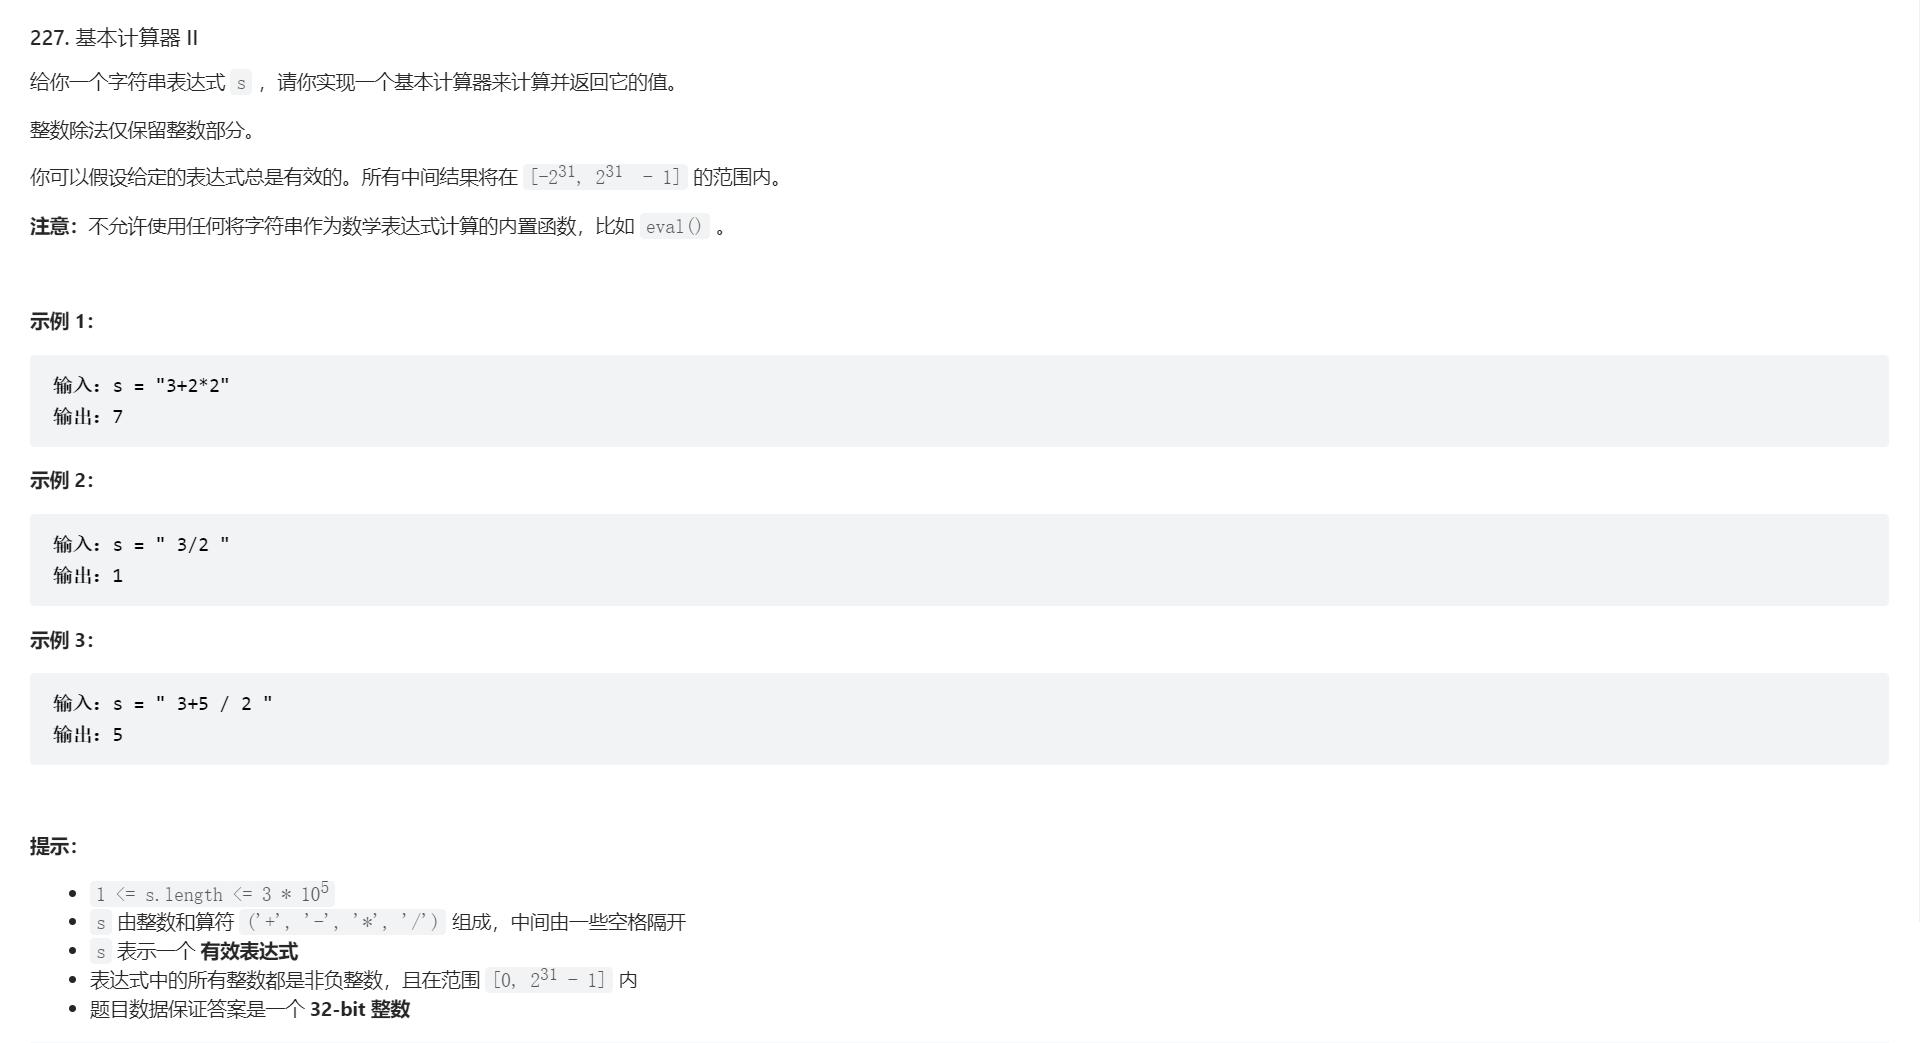 227. 基本计算器 II
给你一个字符串表达式 s ，请你实现一个基本计算器来计算并返回它的值。
整数除法仅保留整数部分。
你可以假设给定的表达式总是有效的。所有中间结果将在 [-2^31, 2^31 - 1] 的范围内。
注意：不允许使用任何将字符串作为数学表达式计算的内置函数，比如 eval() 。
示例 1：
输入：s = "3+2*2"
输出：7
示例 2：
输入：s = " 3/2 "
输出：1
示例 3：
输入：s = " 3+5 / 2 "
输出：5
提示：
• 1 <= s.length <= 3 * 10^5
• s 由整数和算符 ('+', '-', '*', '/') 组成，中间由一些空格隔开
• s 表示一个 有效表达式
• 表达式中的所有整数都是非负整数，且在范围 [0, 2^31 - 1] 内
• 题目数据保证答案是一个 32-bit 整数